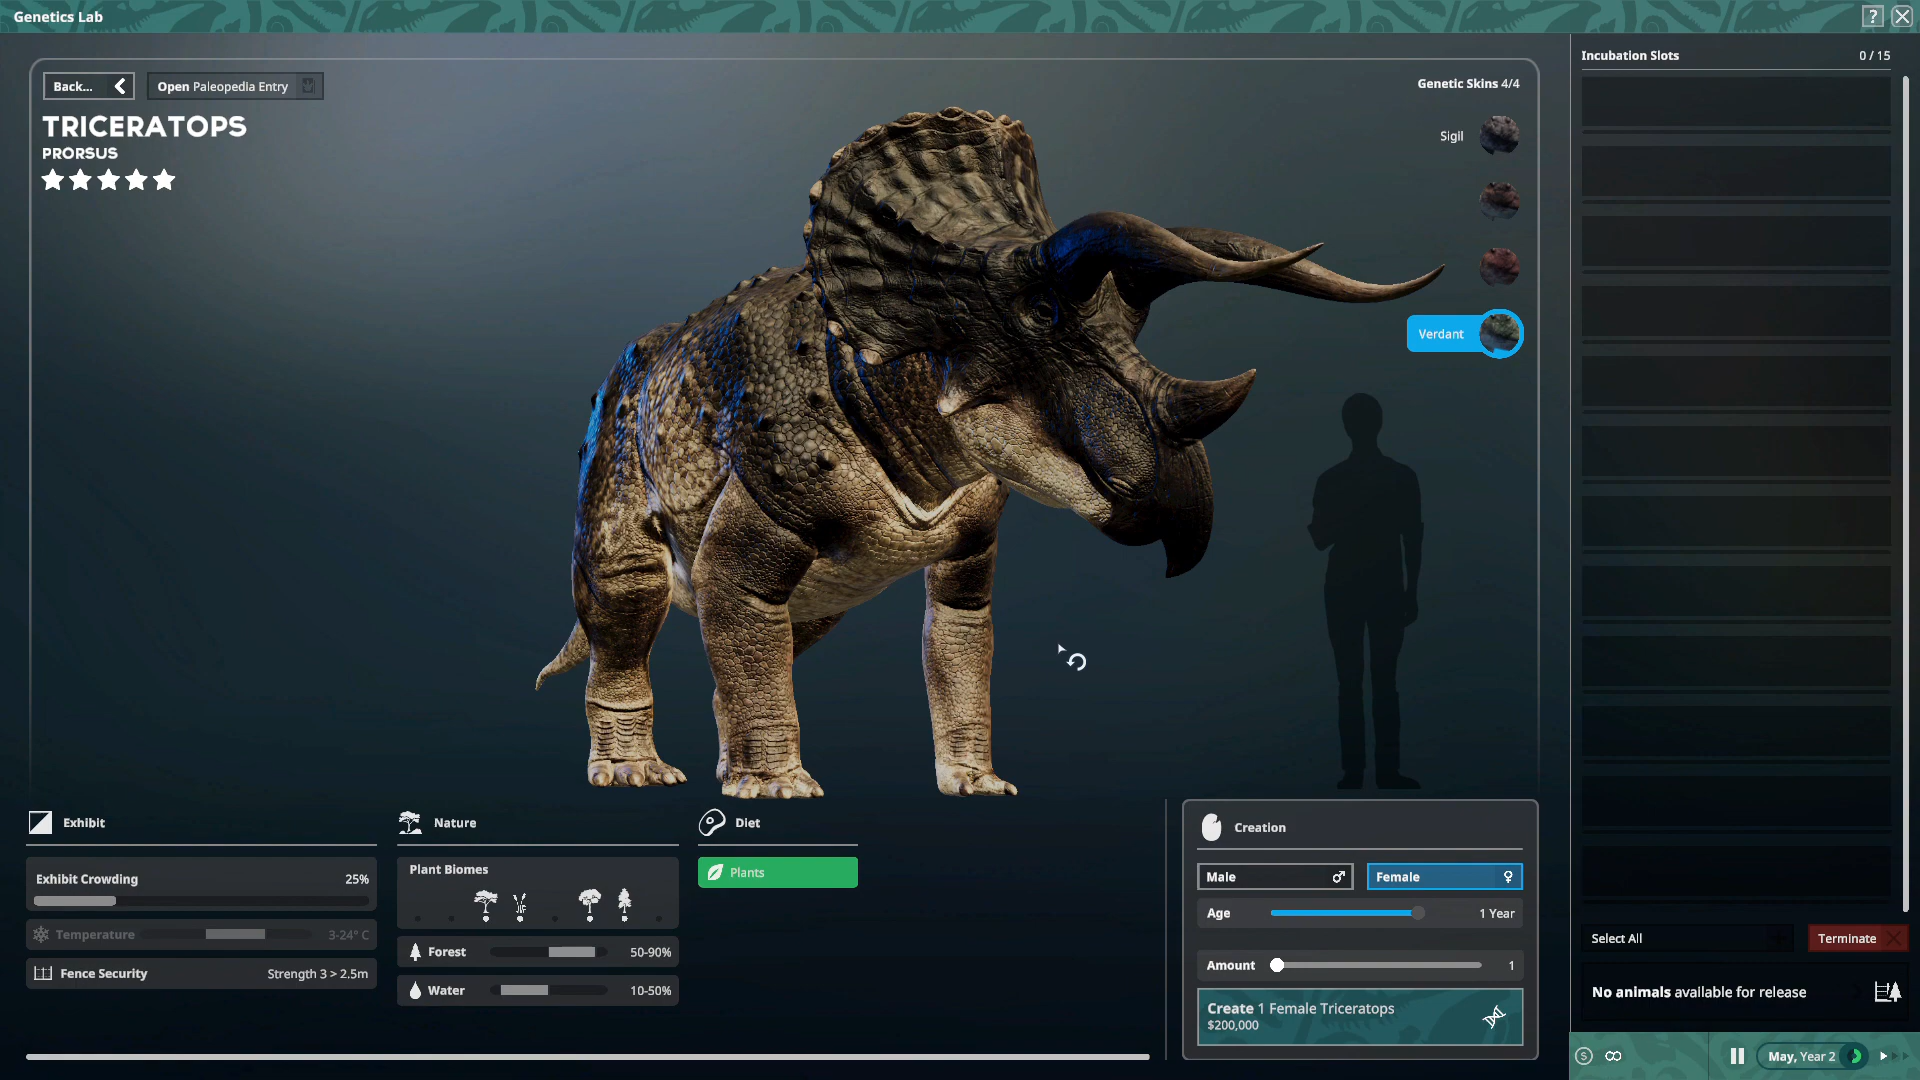 Genetics Lab
?
Incubation Slots 0 / 15
Back...
Open Paleopedia Entry
Genetic Skins 4/4
TRICERATOPS
PRORSUS
Sigil
Verdant
Exhibit
Nature
Diet
Creation
Exhibit Crowding 25%
Plant Biomes
Plants
Male
Female
Age 1 Year
Temperature 3-24° C
Forest 50-90%
Select All
Terminate
Amount 1
Fence Security Strength 3 > 2.5m
Water 10-50%
No animals available for release
Create 1 Female Triceratops
$200,000
S
May, Year 2